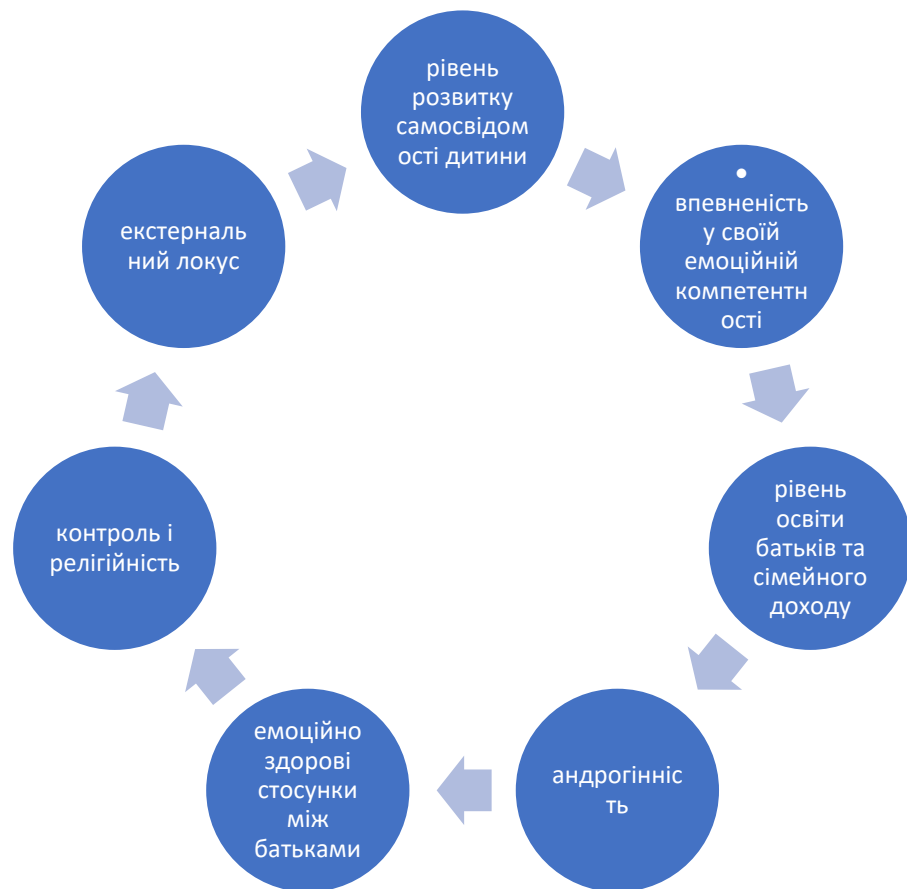 рівень
розвитку
самосвідом
ості дитини
•
впевненість
у своїй
емоційній
компетентн
ості
рівень
освіти
батьків та
сімейного
доходу
андрогінніс
ть
емоційно
здорові
стосунки
між
батьками
контроль і
релігійність
екстерналь
ний локус